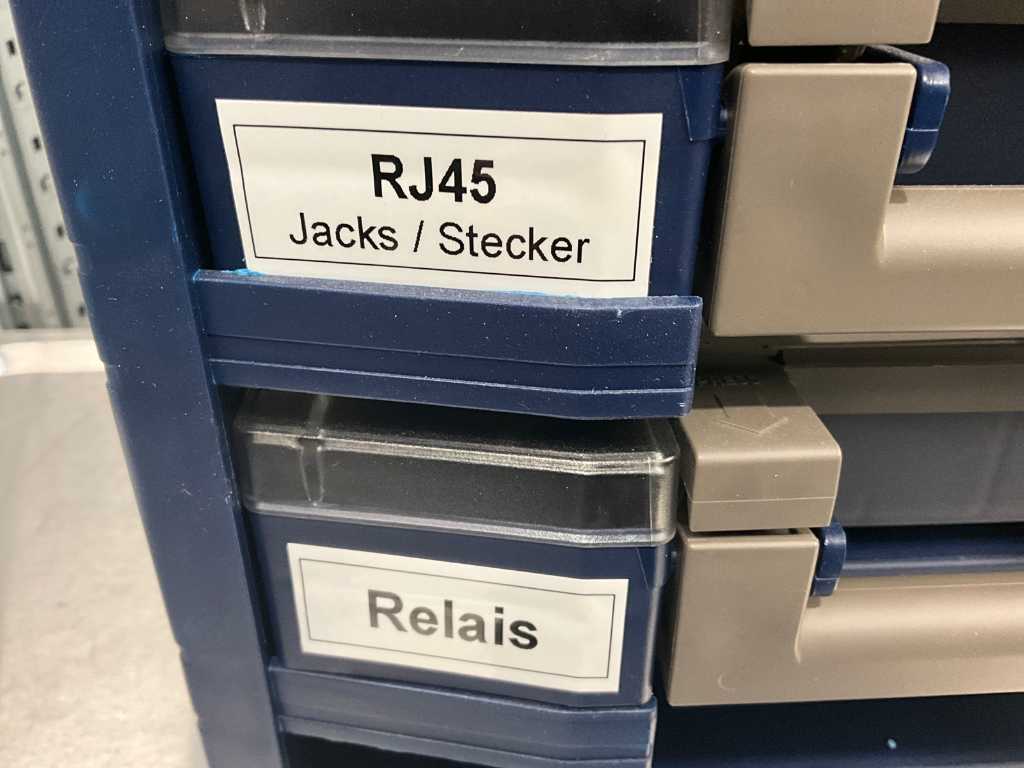 RJ45
Jacks / Stecker
Relais